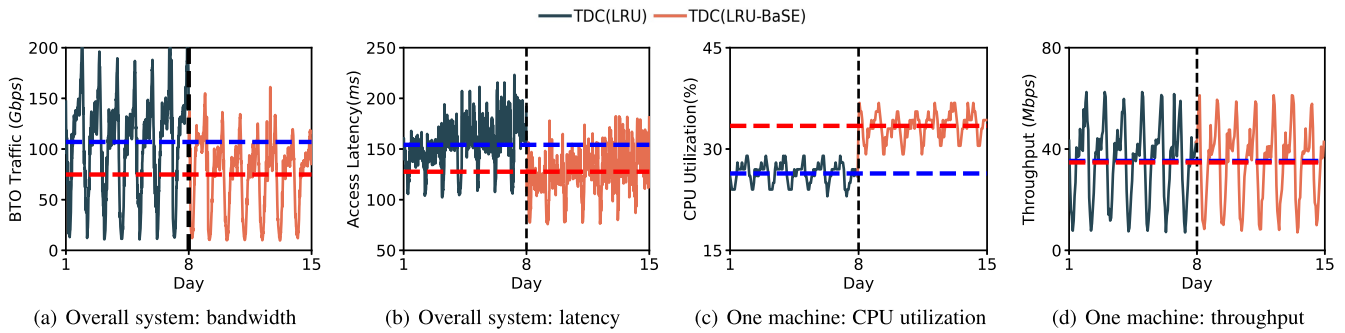 TDC(LRU) TDC(LRU-BaSE)
BTO Traffic (Gbps)
200
150
100
50
0
1 8 15
Day
(a) Overall system: bandwidth
Access Latency(ms)
250
200
150
100
50
1 8 15
Day
(b) Overall system: latency
CPU Utilization(%)
45
30
15
1 8 15
Day
(c) One machine: CPU utilization
Throughput (Mbps)
80
40
0
1 8 15
Day
(d) One machine: throughput